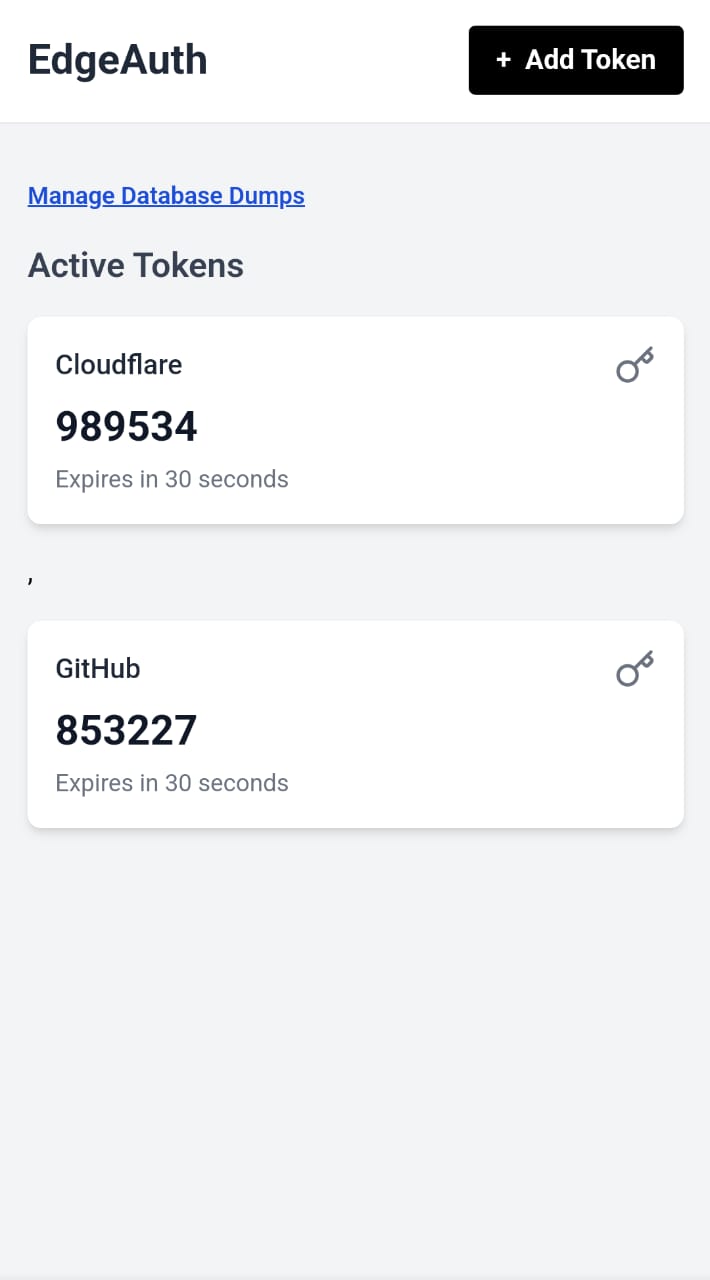 EdgeAuth
+ Add Token
Manage Database Dumps
Active Tokens
Cloudflare
989534
Expires in 30 seconds
,
GitHub
853227
Expires in 30 seconds